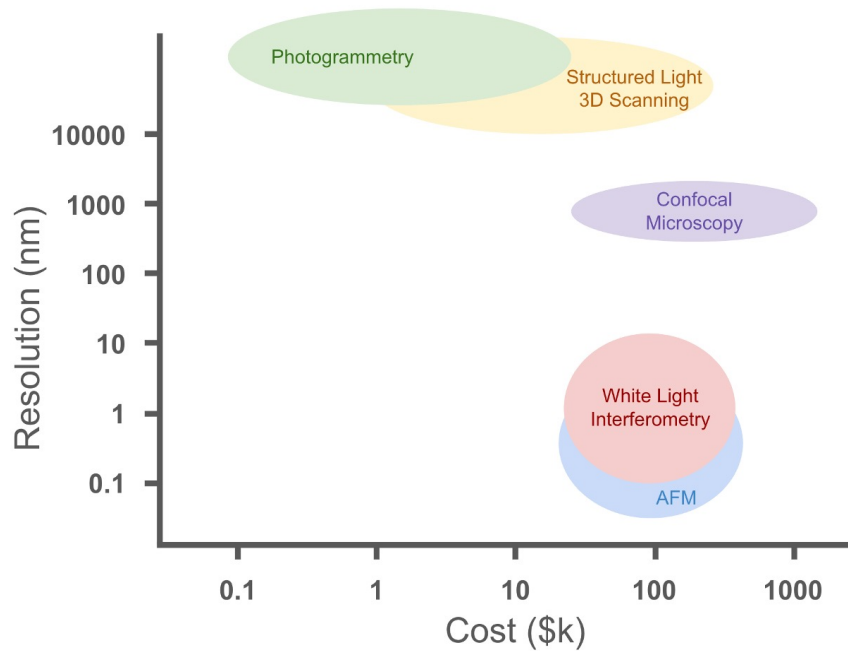 Photogrammetry
Structured Light
3D Scanning
10000
1000
100
10
1
0.1
Resolution (nm)
Confocal
Microscopy
White Light
Interferometry
AFM
0.1
1
10
100
1000
Cost ($k)